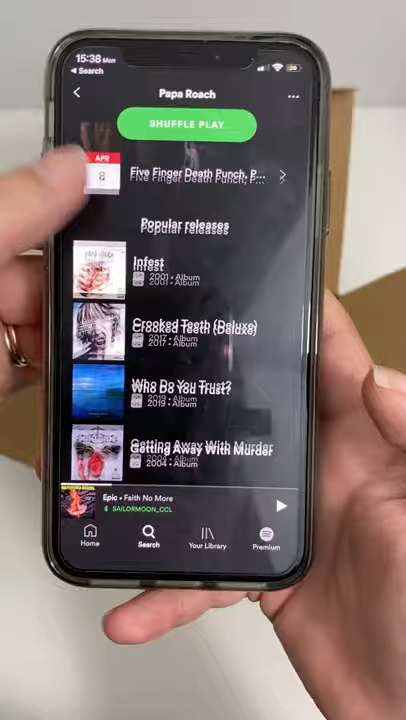 15:38 Mon
Search
Papa Roach
...
SHUFFLE PLAY
APR
8
Five Finger Death Punch, P...
Popular releases
Infest
2001 • Album
Crooked Teeth (Deluxe)
2017 • Album
Who Do You Trust?
2019 • Album
Getting Away With Murder
2004 • Album
Epic • Faith No More
SAILORMOON_CCL
Home
Search
Your Library
Premium